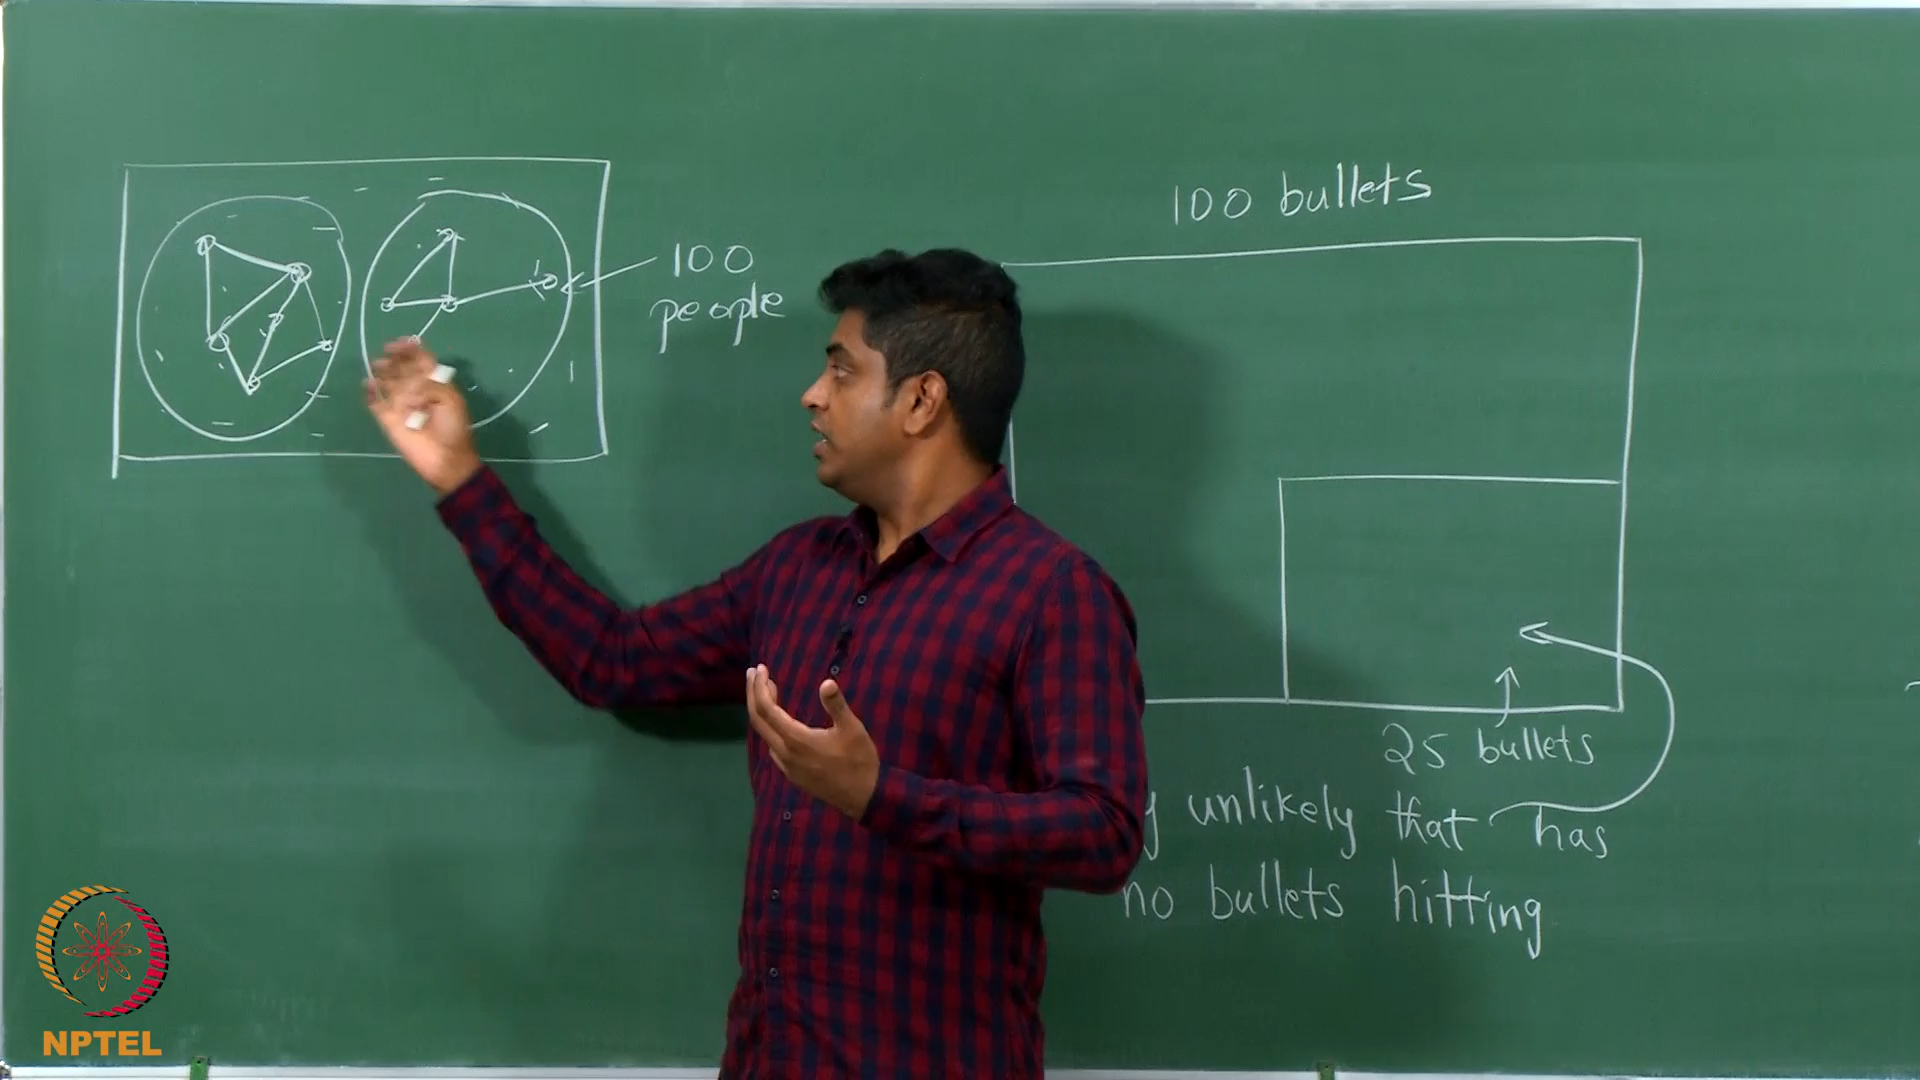 100
people
100 bullets
25 bullets
unlikely that has
no bullets hitting
NPTEL